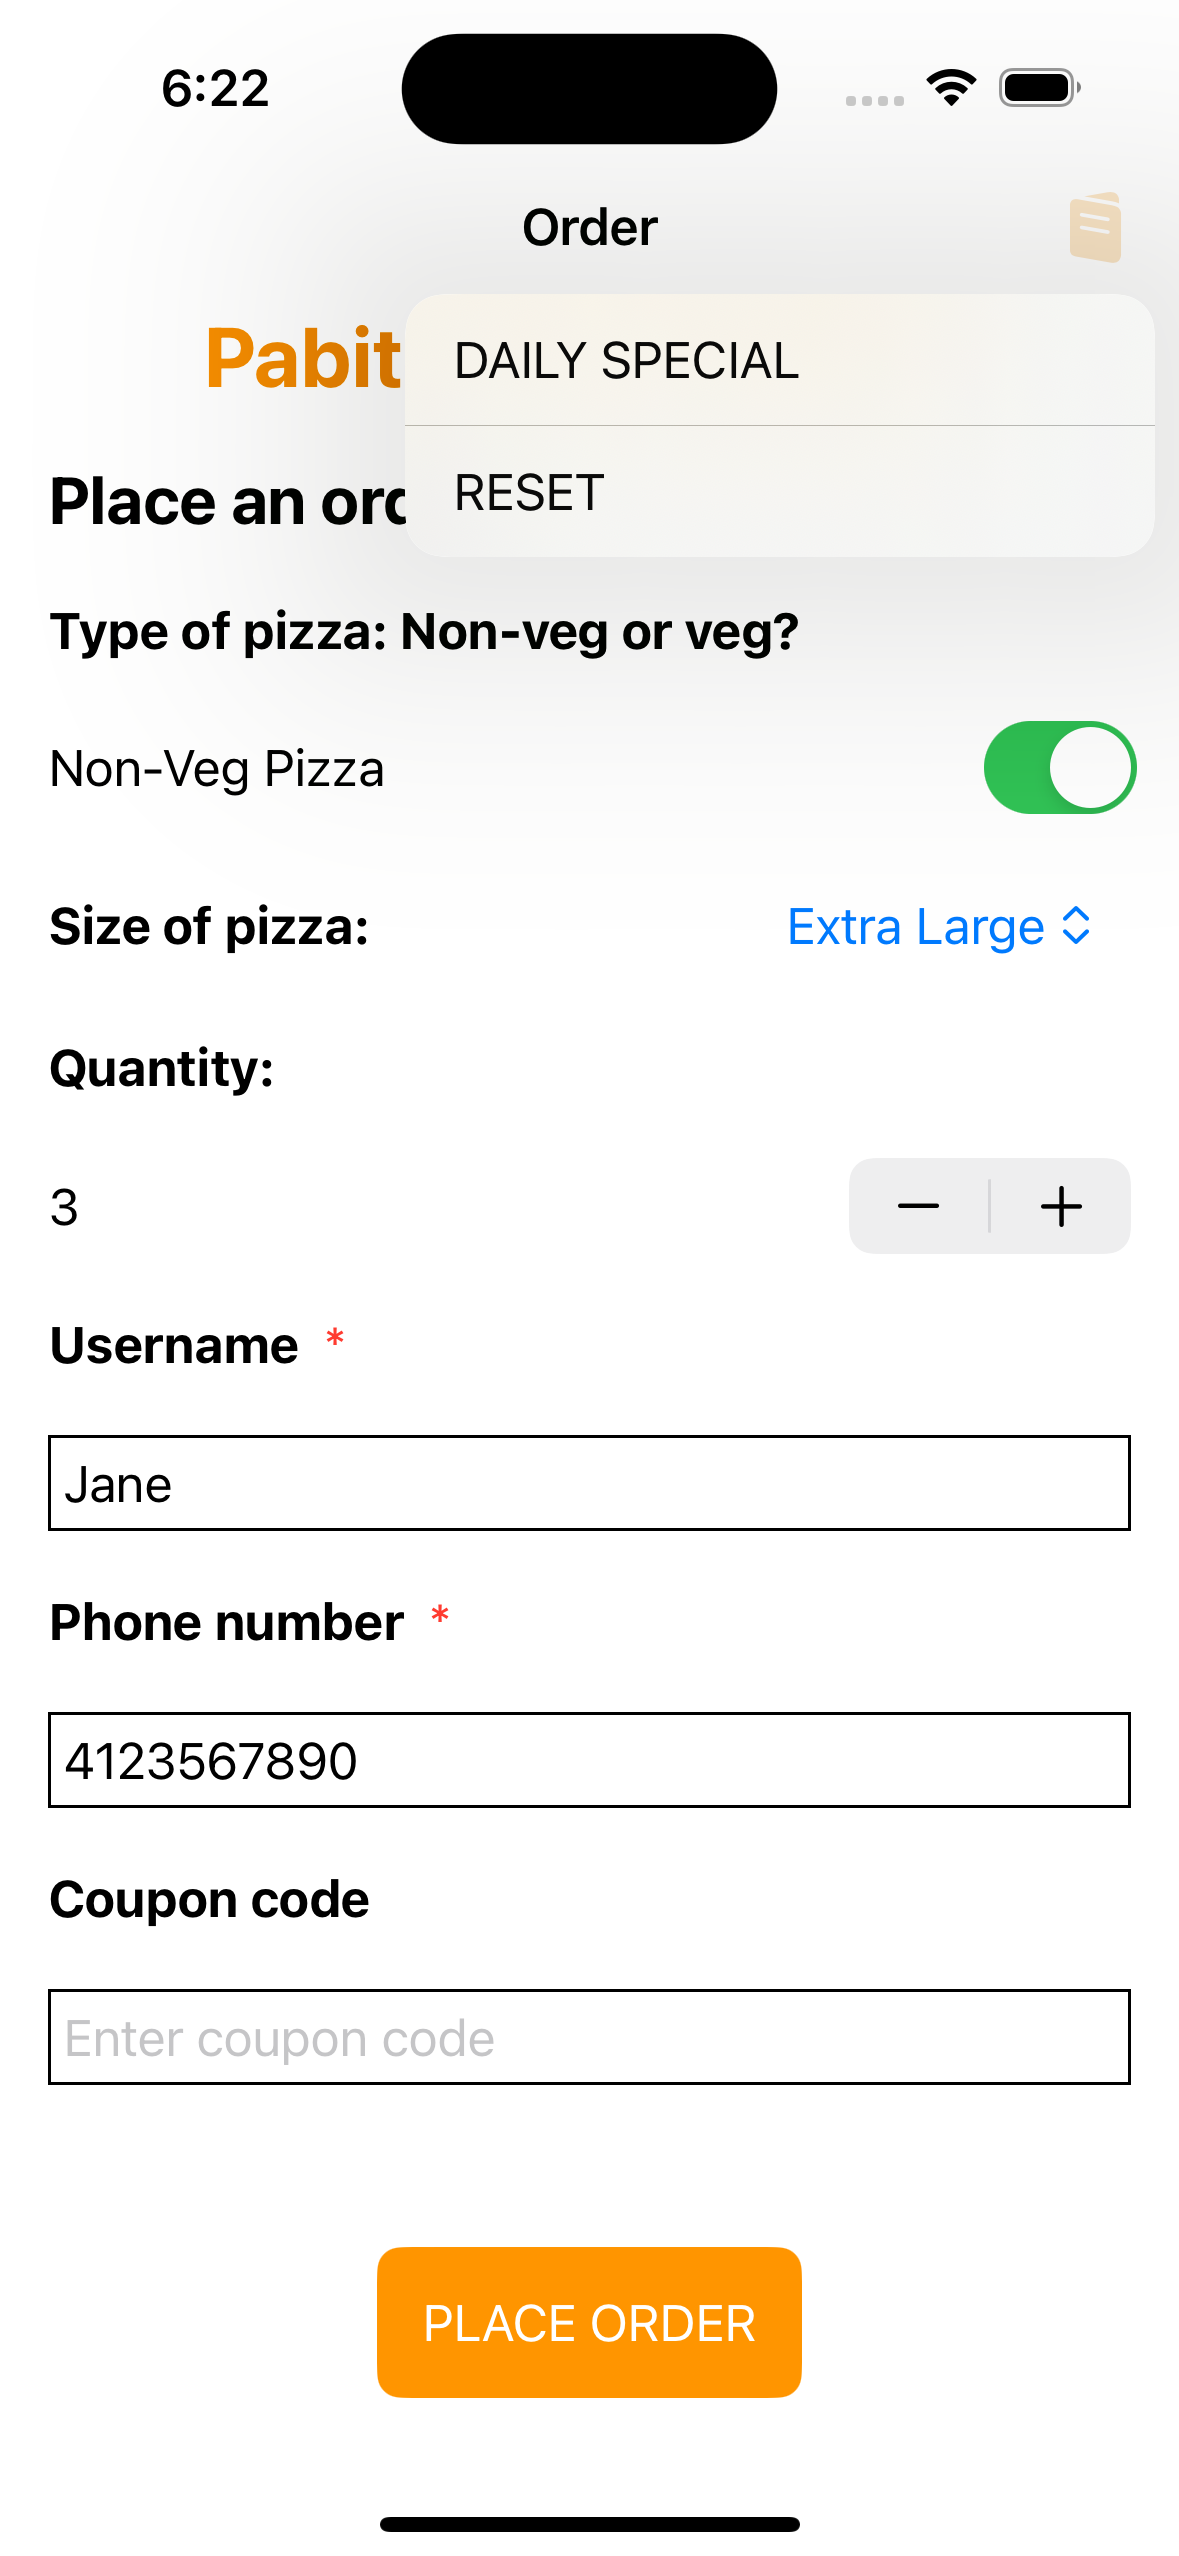 6:22
Order
DAILY SPECIAL
Pabit
RESET
Place an ord
Type of pizza: Non-veg or veg?
Non-Veg Pizza
Size of pizza: Extra Large
Quantity:
3
Username *
Jane
Phone number *
4123567890
Coupon code
Enter coupon code
PLACE ORDER